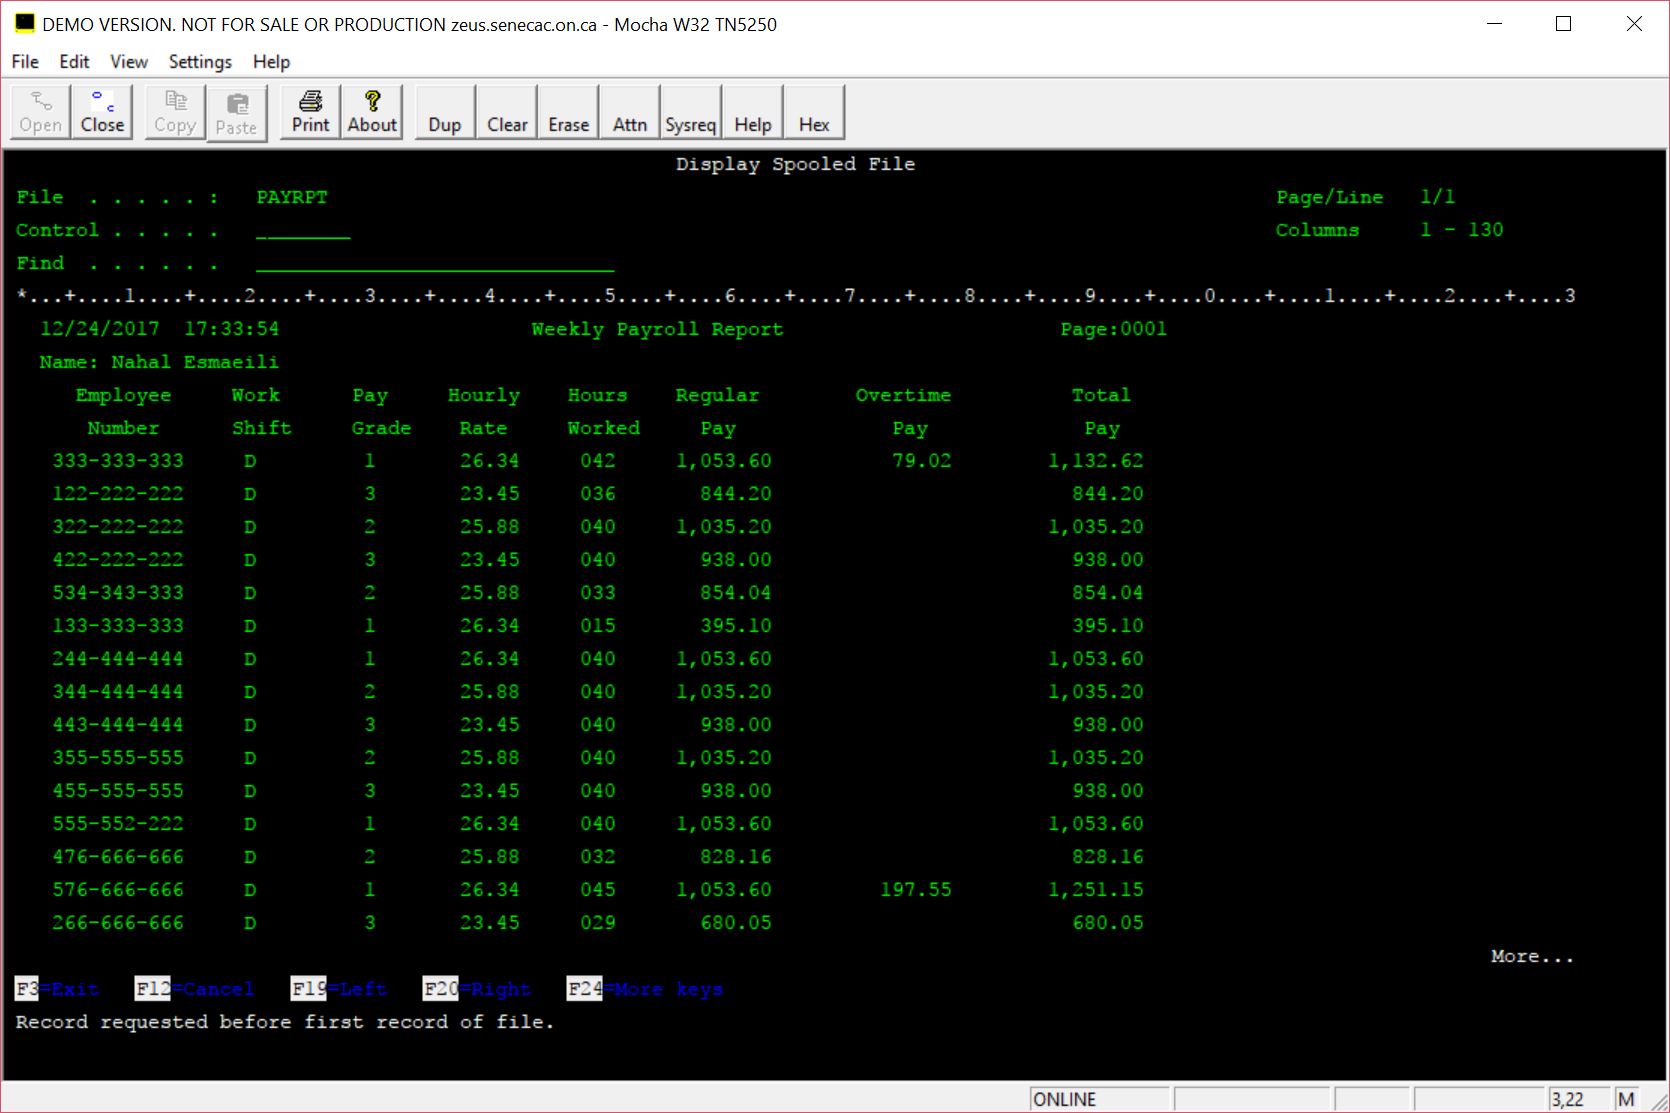 DEMO VERSION. NOT FOR SALE OR PRODUCTION zeus.senecac.on.ca - Mocha W32 TN5250
File Edit View Settings Help
Open Close Copy Paste Print About Dup Clear Erase Attn Sysreq Help Hex
Display Spooled File
File . . . . . : PAYRPT Page/Line 1/1
Control . . . . . ________ Columns 1 - 130
Find . . . . . . ______________________________
*...+....1....+....2....+....3....+....4....+....5....+....6....+....7....+....8....+....9....+....0....+....1....+....2....+....3
12/24/2017 17:33:54 Weekly Payroll Report Page:0001
Name: Nahal Esmaeili
Employee Work Pay Hourly Hours Regular Overtime Total
Number Shift Grade Rate Worked Pay Pay Pay
333-333-333 D 1 26.34 042 1,053.60 79.02 1,132.62
122-222-222 D 3 23.45 036 844.20 844.20
322-222-222 D 2 25.88 040 1,035.20 1,035.20
422-222-222 D 3 23.45 040 938.00 938.00
534-343-333 D 2 25.88 033 854.04 854.04
133-333-333 D 1 26.34 015 395.10 395.10
244-444-444 D 1 26.34 040 1,053.60 1,053.60
344-444-444 D 2 25.88 040 1,035.20 1,035.20
443-444-444 D 3 23.45 040 938.00 938.00
355-555-555 D 2 25.88 040 1,035.20 1,035.20
455-555-555 D 3 23.45 040 938.00 938.00
555-552-222 D 1 26.34 040 1,053.60 1,053.60
476-666-666 D 2 25.88 032 828.16 828.16
576-666-666 D 1 26.34 045 1,053.60 197.55 1,251.15
266-666-666 D 3 23.45 029 680.05 680.05
More...
F3=Exit F12=Cancel F19=Left F20=Right F24=More keys
Record requested before first record of file.
ONLINE 3,22 M